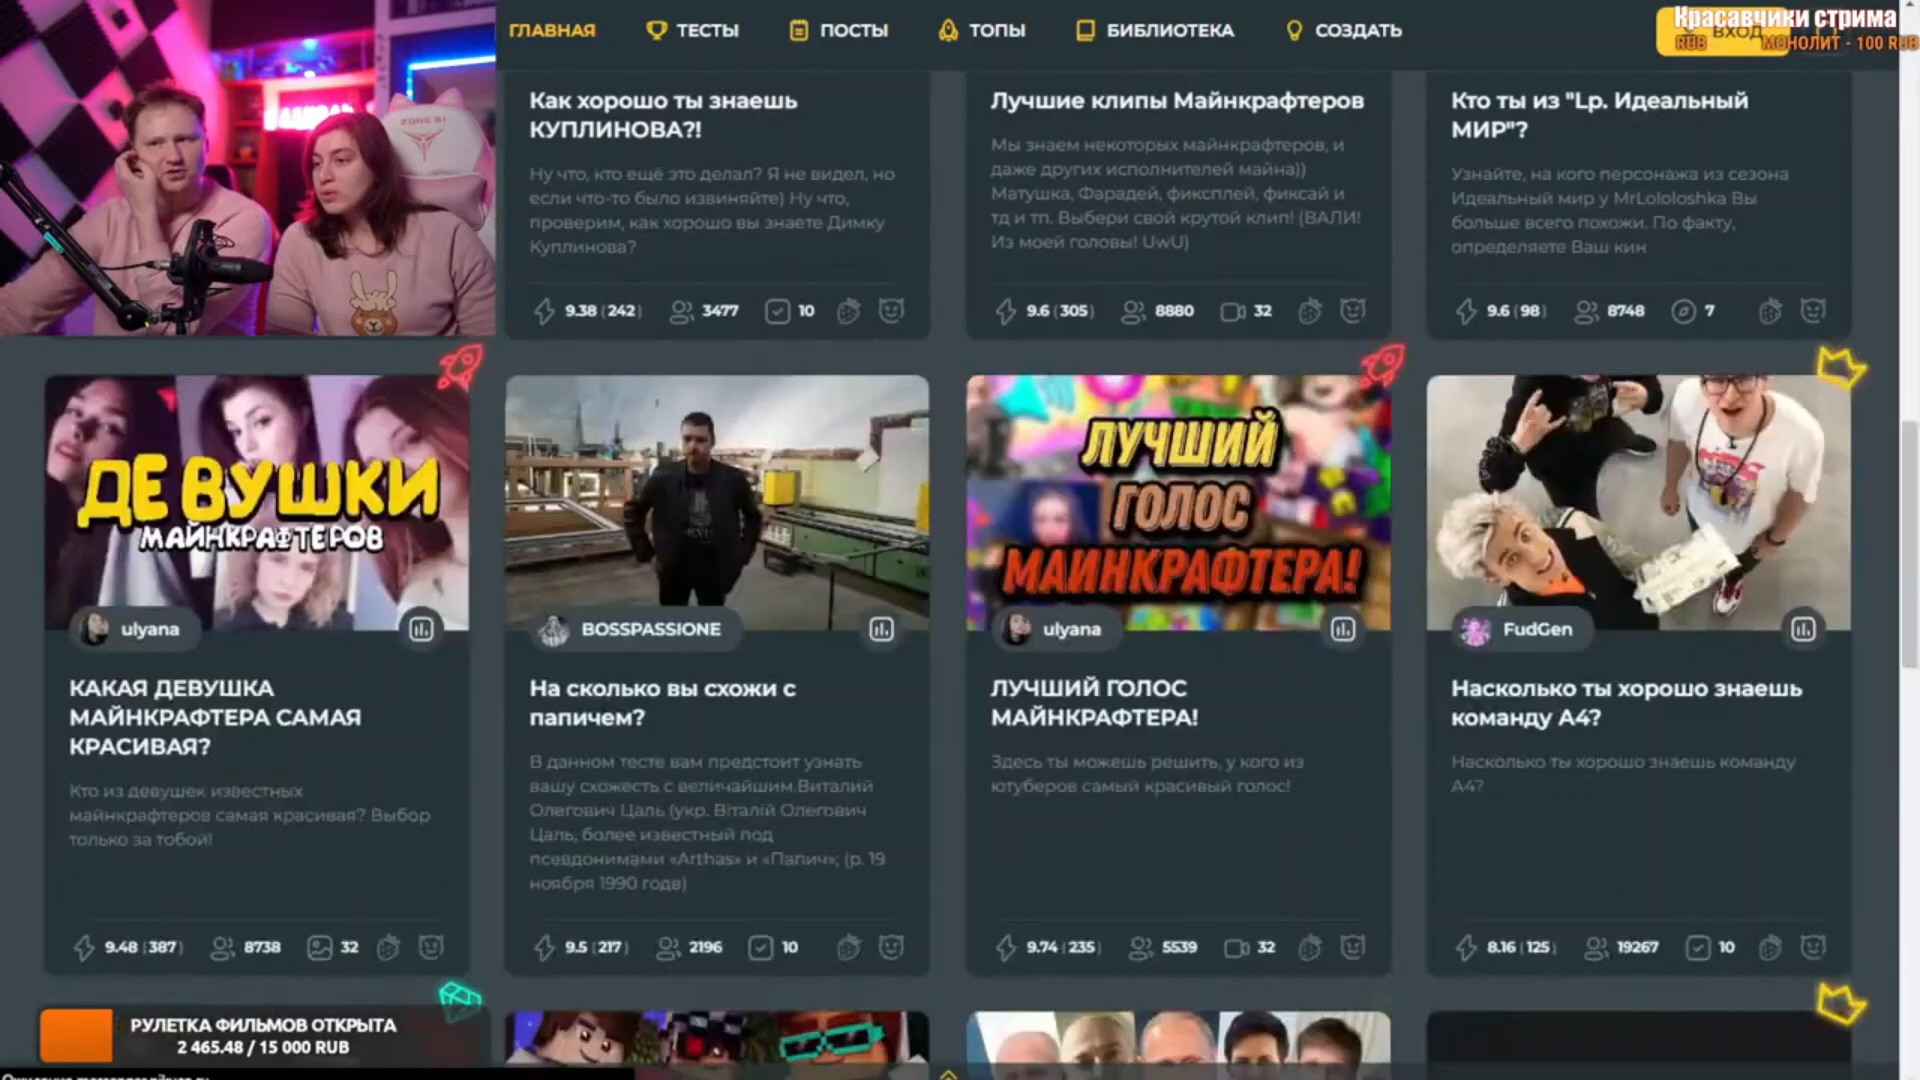 ГЛАВНАЯ
ТЕСТЫ
ПОСТЫ
ТОПЫ
БИБЛИОТЕКА
СОЗДАТЬ
ВХОД
Красавчики стрима
RUB МОНОЛИТ - 100 RUB
Как хорошо ты знаешь
КУПЛИНОВА?!
Ну что, кто ещё это делал? Я не видел, но
если что-то было извиняйте) Ну что,
проверим, как хорошо вы знаете Димку
Куплинова?
9.38 (242) 3477 10
Лучшие клипы Майнкрафтеров
Мы знаем некоторых майнкрафтеров, и
даже других исполнителей майна))
Матушка, Фарадей, фиксплей, фиксай и
тд и тп. Выбери свой крутой клип! (ВАЛИ!
Из моей головы! UwU)
9.6 (305) 8880 32
Кто ты из "Lp. Идеальный
МИР"?
Узнайте, на кого персонажа из сезона
Идеальный мир у MrLololoshka Вы
больше всего похожи. По факту,
определяете Ваш кин
9.6 (98) 8748 7
ДЕВУШКИ
МАЙНКРАФТЕРОВ
ulyana
КАКАЯ ДЕВУШКА
МАЙНКРАФТЕРА САМАЯ
КРАСИВАЯ?
Кто из девушек известных
майнкрафтеров самая красивая? Выбор
только за тобой!
9.48 (387) 8738 32
BOSSPASSIONE
На сколько вы схожи с
папичем?
В данном тесте вам предстоит узнать
вашу схожесть с величайшим.Виталий
Олегович Цаль (укр. Віталій Олегович
Цаль, более известный под
псевдонимами «Arthas» и «Папич»; (р. 19
ноября 1990 годв)
9.5 (217) 2196 10
ЛУЧШИЙ
ГОЛОС
МАЙНКРАФТЕРА!
ulyana
ЛУЧШИЙ ГОЛОС
МАЙНКРАФТЕРА!
Здесь ты можешь решить, у кого из
ютуберов самый красивый голос!
9.74 (235) 5539 32
FudGen
Насколько ты хорошо знаешь
команду А4?
Насколько ты хорошо знаешь команду
А4?
8.16 (125) 19267 10
РУЛЕТКА ФИЛЬМОВ ОТКРЫТА
2 465.48 / 15 000 RUB